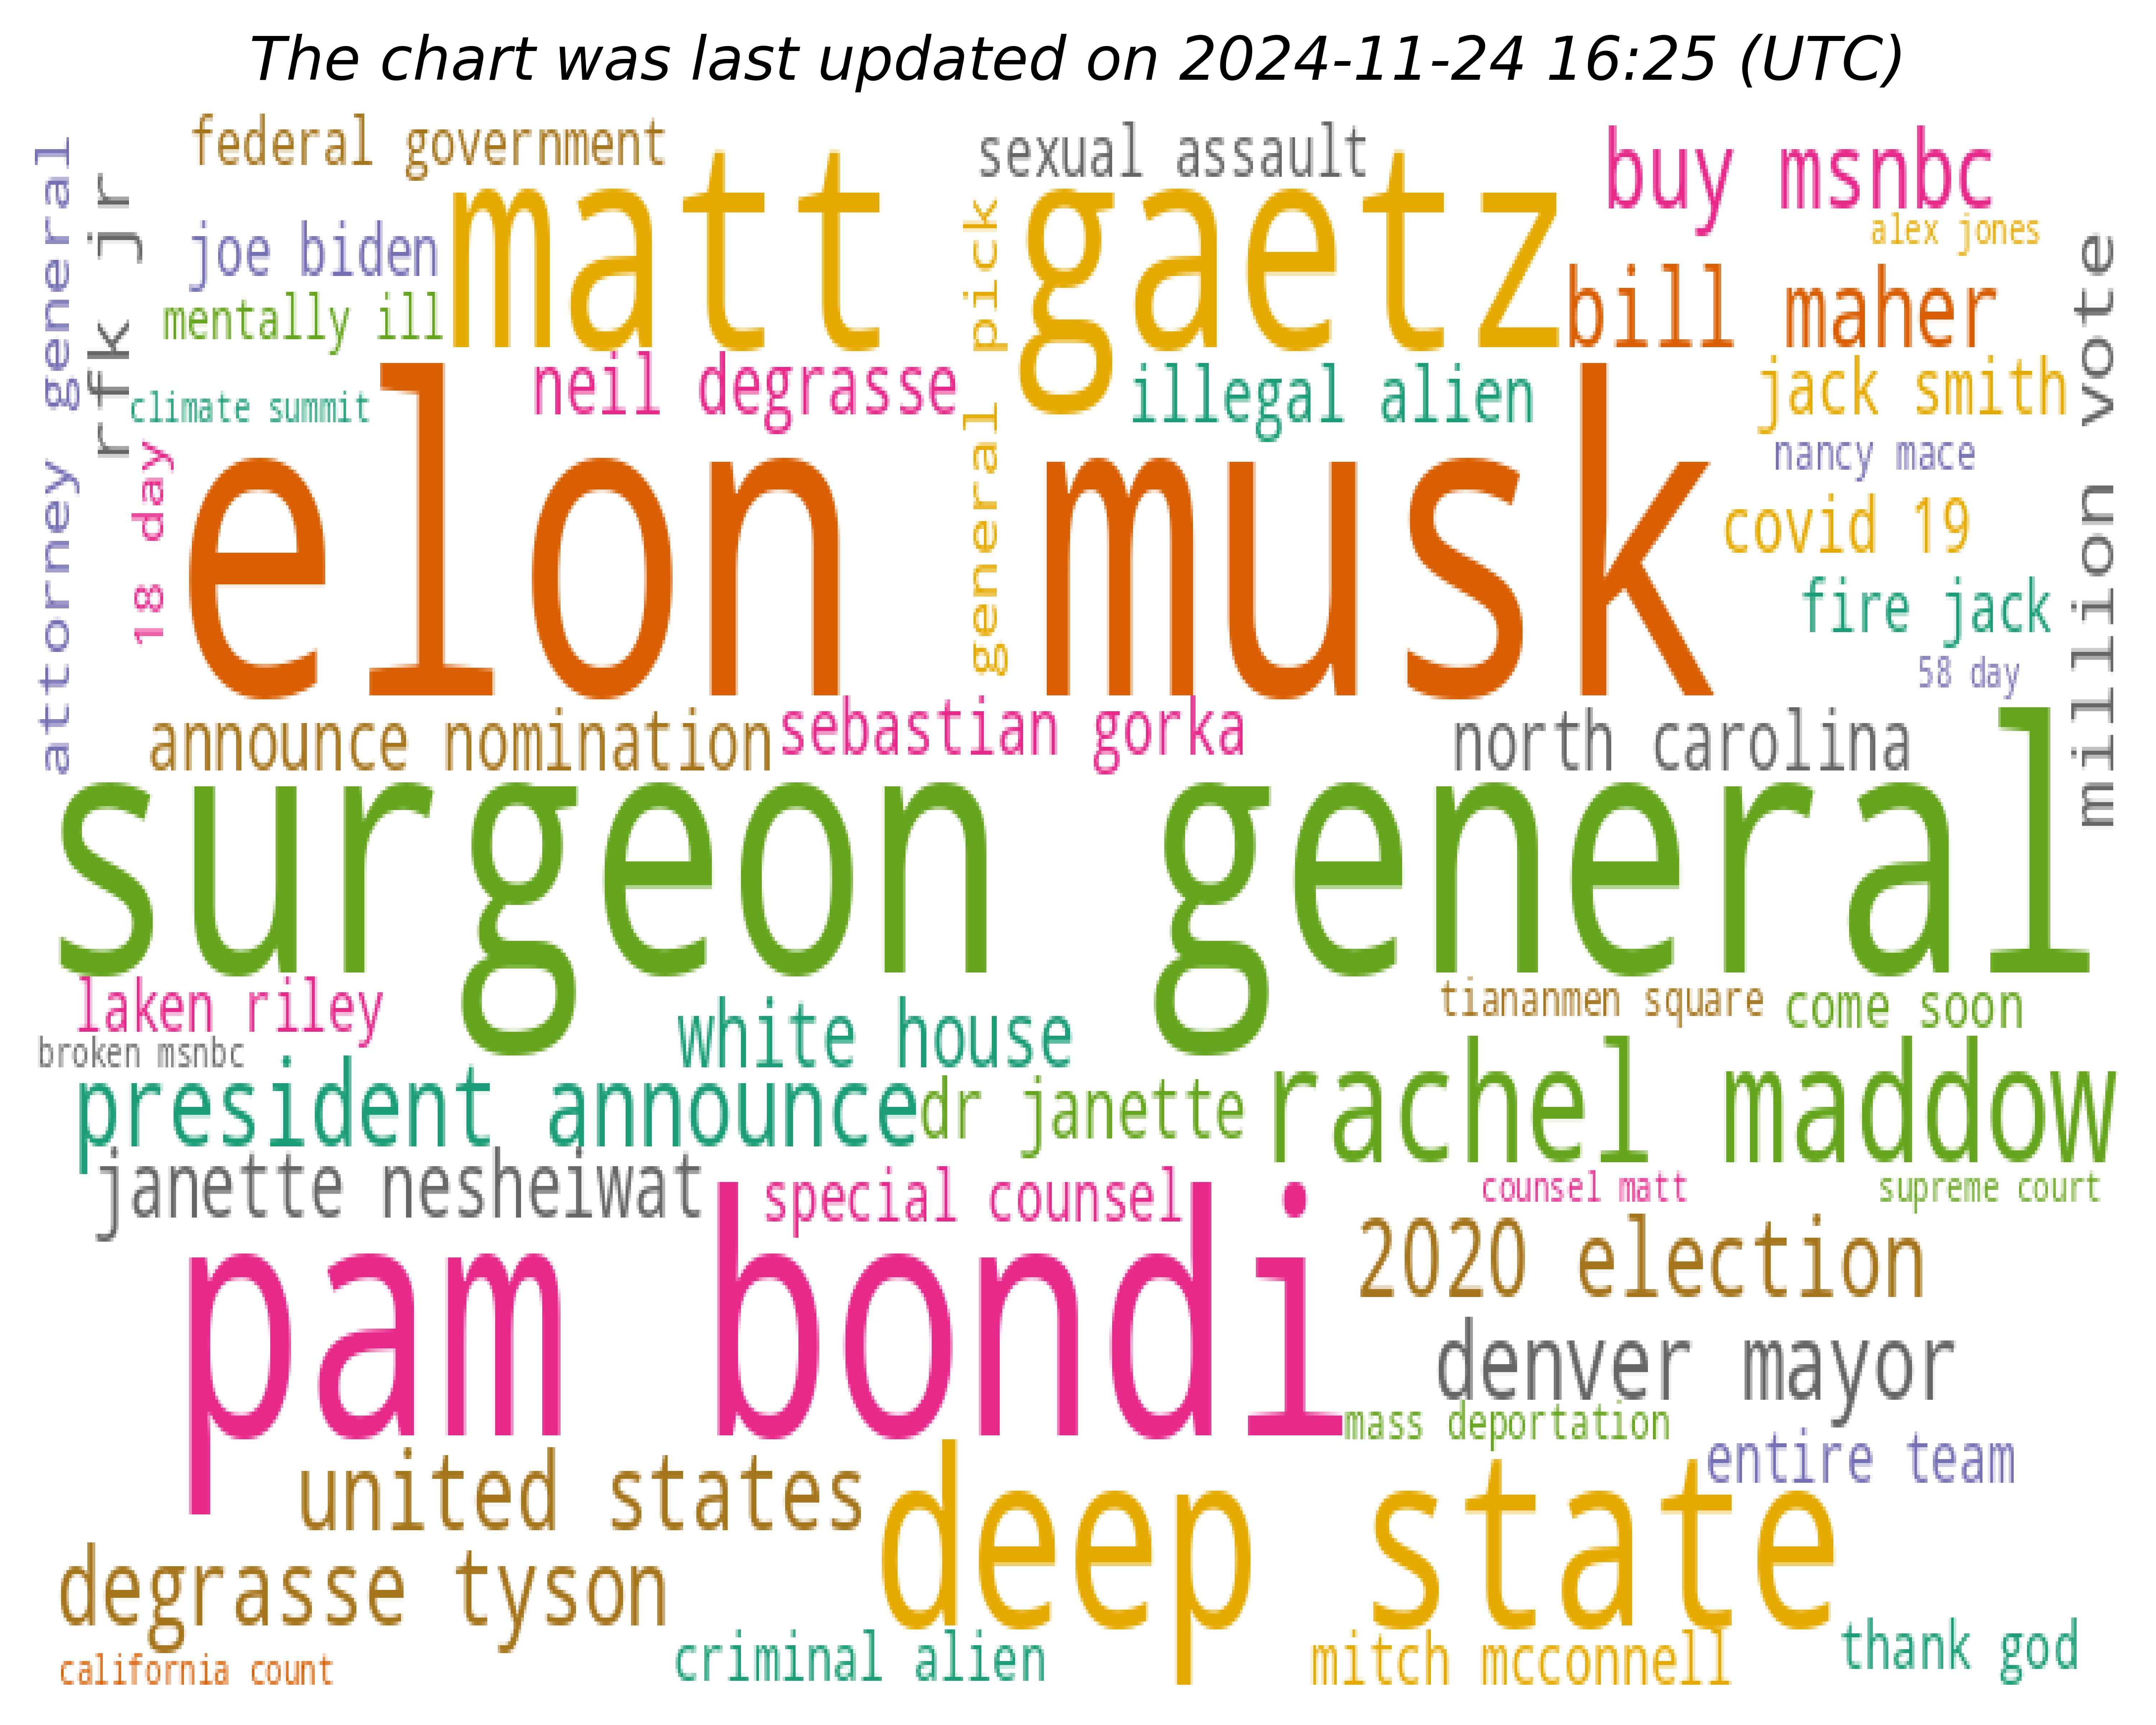 The chart was last updated on 2024-11-24 16:25 (UTC)
federal government
sexual assault
buy msnbc
attorney general
rfk jr
joe biden
matt gaetz
general pick
alex jones
mentally ill
bill maher
million vote
climate summit
neil degrasse
illegal alien
jack smith
nancy mace
18 day
elon musk
covid 19
fire jack
58 day
announce nomination
sebastian gorka
north carolina
surgeon general
laken riley
tiananmen square
come soon
broken msnbc
white house
president announce
dr janette
rachel maddow
janette nesheiwat
special counsel
counsel matt
supreme court
pam bondi
2020 election
denver mayor
mass deportation
entire team
united states
deep state
degrasse tyson
california count
criminal alien
mitch mcconnell
thank god